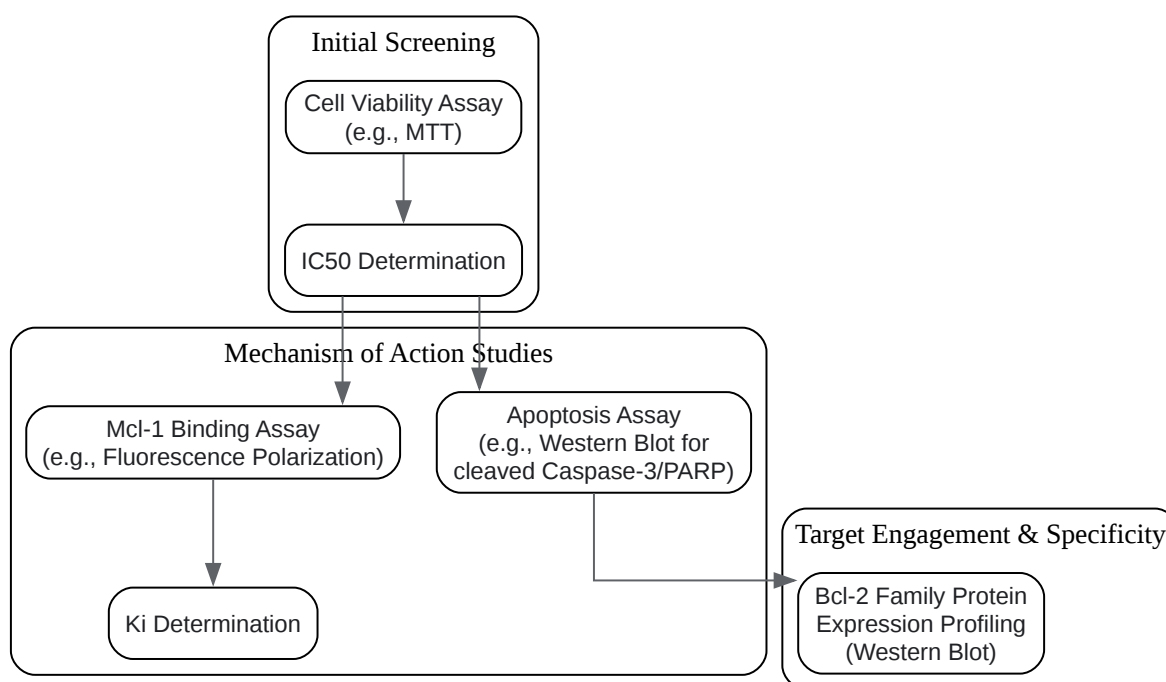 Initial Screening
Cell Viability Assay
(e.g., MTT)
IC50 Determination
Mechanism of Action Studies
Mcl-1 Binding Assay
(e.g., Fluorescence Polarization)
Apoptosis Assay
(e.g., Western Blot for
cleaved Caspase-3/PARP)
Ki Determination
Target Engagement & Specificity
Bcl-2 Family Protein
Expression Profiling
(Western Blot)